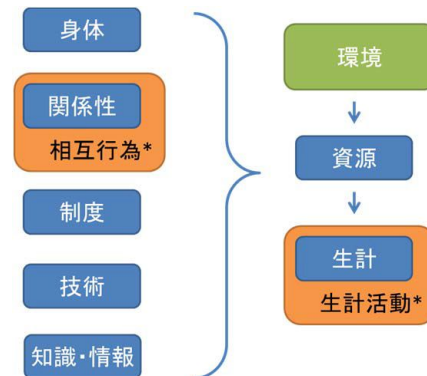 身体
関係性
相互行為*
制度
技術
知識・情報
環境
資源
生計
生計活動*